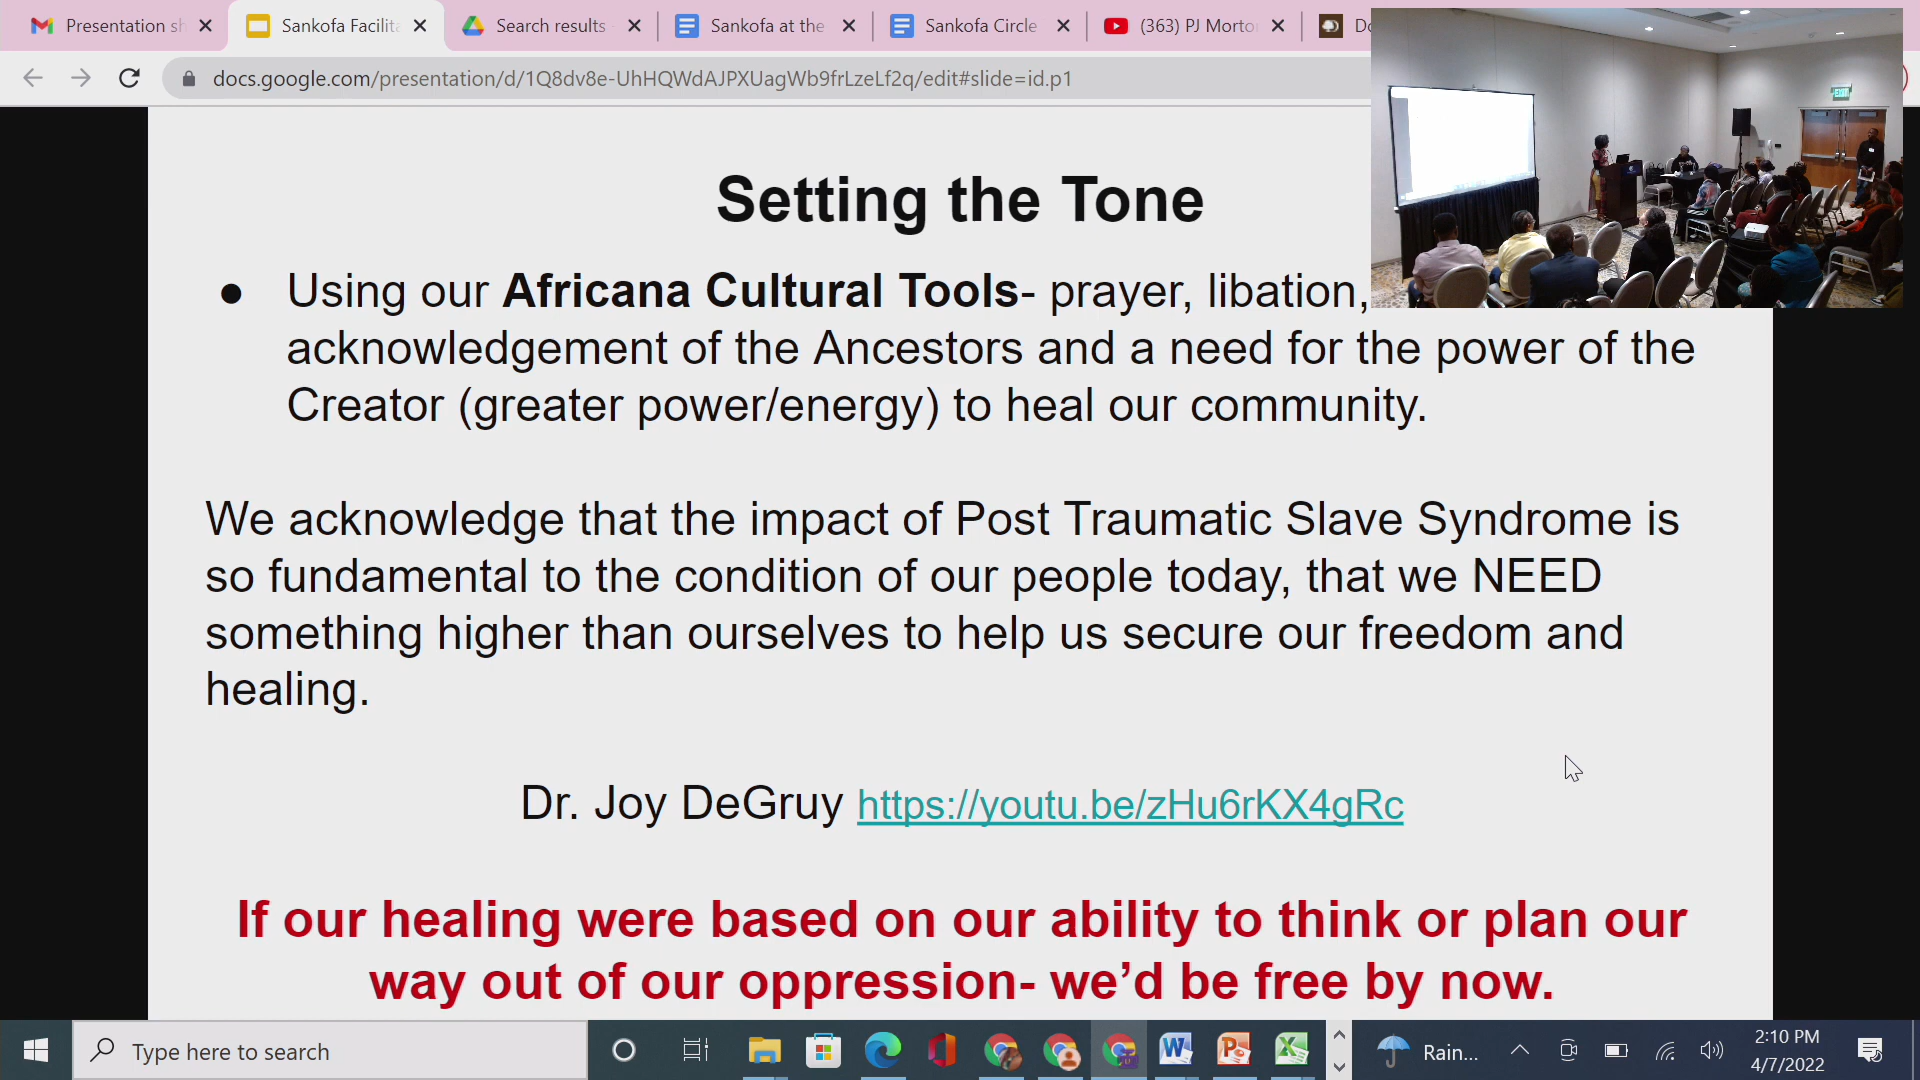 Presentation sh
Sankofa Facilita
Search results
Sankofa at the
Sankofa Circle
(363) PJ Morto
Do
docs.google.com/presentation/d/1Q8dv8e-UhHQWdAJPXUagWb9frLzeLf2q/edit#slide=id.p1
EXIT
Setting the Tone
● Using our Africana Cultural Tools- prayer, libation,
acknowledgement of the Ancestors and a need for the power of the
Creator (greater power/energy) to heal our community.
We acknowledge that the impact of Post Traumatic Slave Syndrome is
so fundamental to the condition of our people today, that we NEED
something higher than ourselves to help us secure our freedom and
healing.
Dr. Joy DeGruy https://youtu.be/zHu6rKX4gRc
If our healing were based on our ability to think or plan our
way out of our oppression- we’d be free by now.
Type here to search
Rain...
2:10 PM
4/7/2022